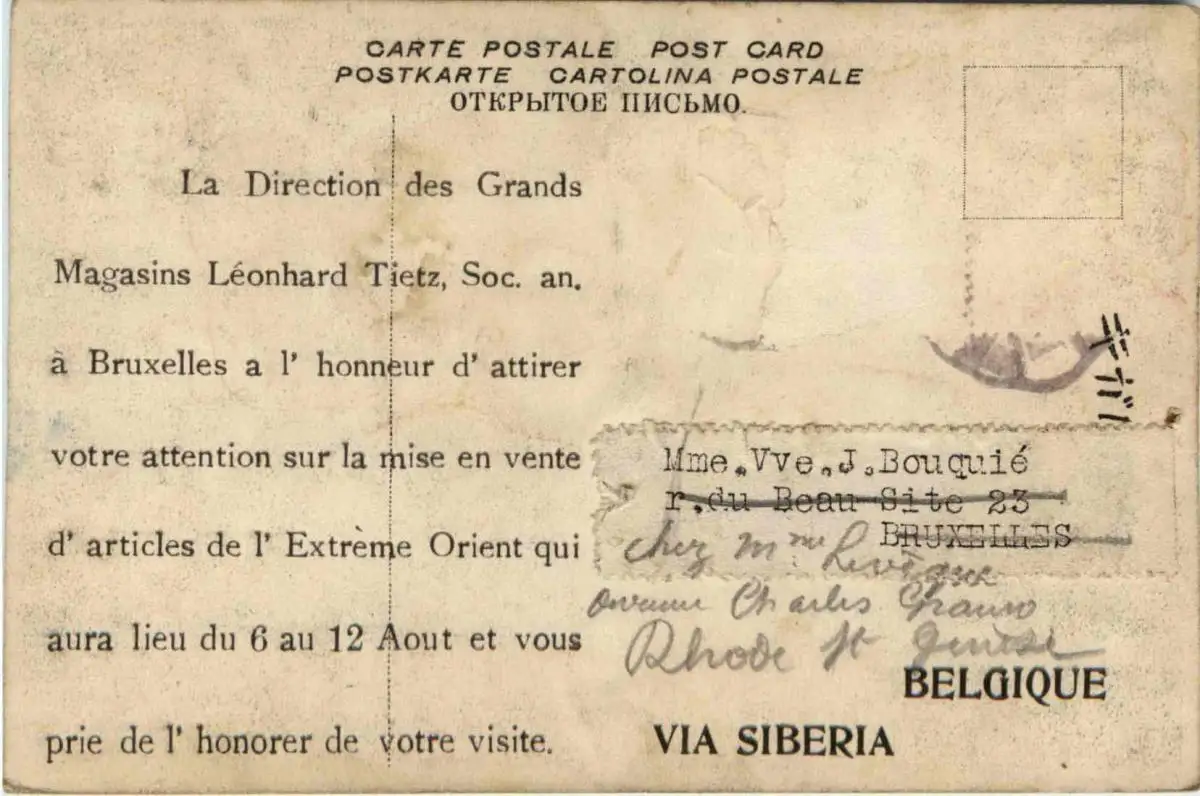 CARTE POSTALE POST CARD
POSTKARTE CARTOLINA POSTALE
ОТКРЫТОЕ ПИСЬМО.
La Direction des Grands
Magasins Léonhard Tietz, Soc. an.
à Bruxelles a l' honneur d' attirer
votre attention sur la mise en vente
d' articles de l' Extrème Orient qui
aura lieu du 6 au 12 Aout et vous
prie de l' honorer de votre visite.
Mme.Vve.J.Bouquié
r.du Beau Site 23
BRUXELLES
chez Mme Levêque
avenue Charles
Rhode St Genèse
BELGIQUE
VIA SIBERIA